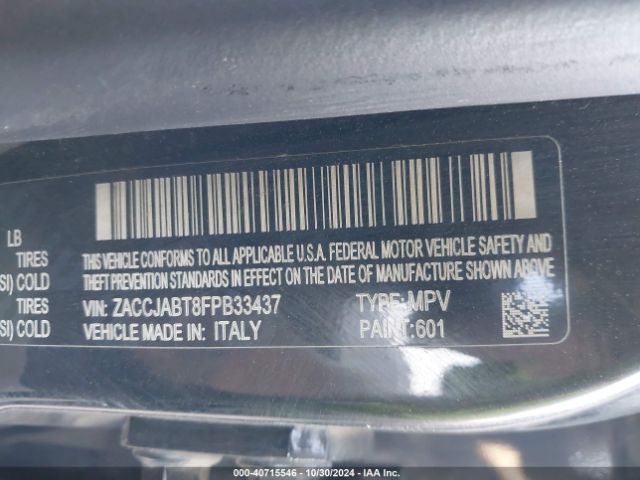 LB
TIRES
SI) COLD
TIRES
SI) COLD
THIS VEHICLE CONFORMS TO ALL APPLICABLE U.S.A. FEDERAL MOTOR VEHICLE SAFETY AND
THEFT PREVENTION STANDARDS IN EFFECT ON THE DATE OF MANUFACTURE SHOWN ABOVE
VIN: ZACCJABT8FPB33437 TYPE:MPV
VEHICLE MADE IN: ITALY PAINT:601
000-40715546 - 10/30/2024 - IAA Inc.